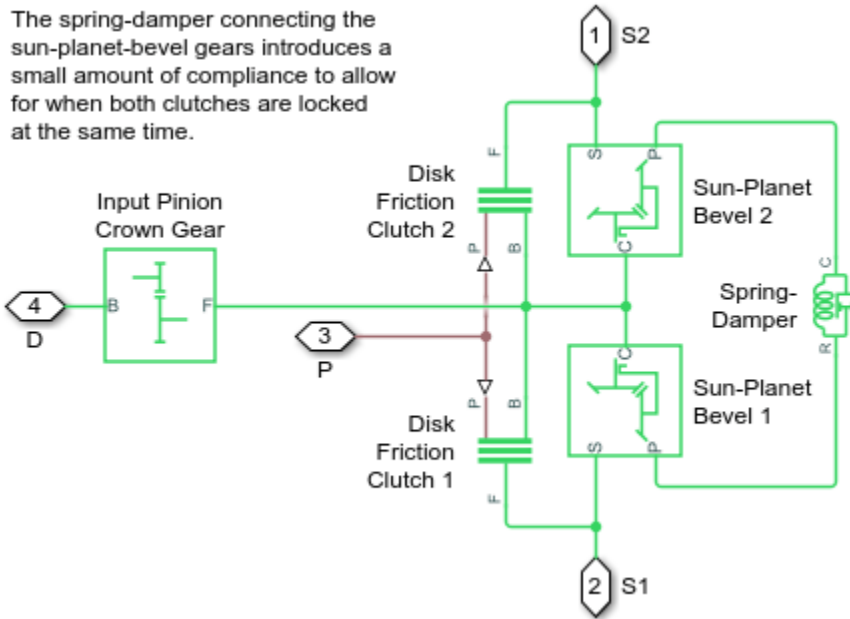 The spring-damper connecting the
sun-planet-bevel gears introduces a
small amount of compliance to allow
for when both clutches are locked
at the same time.
1
S2
F
S
P
Disk
Friction
Clutch 2
Sun-Planet
Bevel 2
Input Pinion
Crown Gear
P
B
C
C
4
B
F
D
Spring-
Damper
3
P
R
C
P
B
Sun-Planet
Bevel 1
Disk
Friction
Clutch 1
S
P
F
2
S1